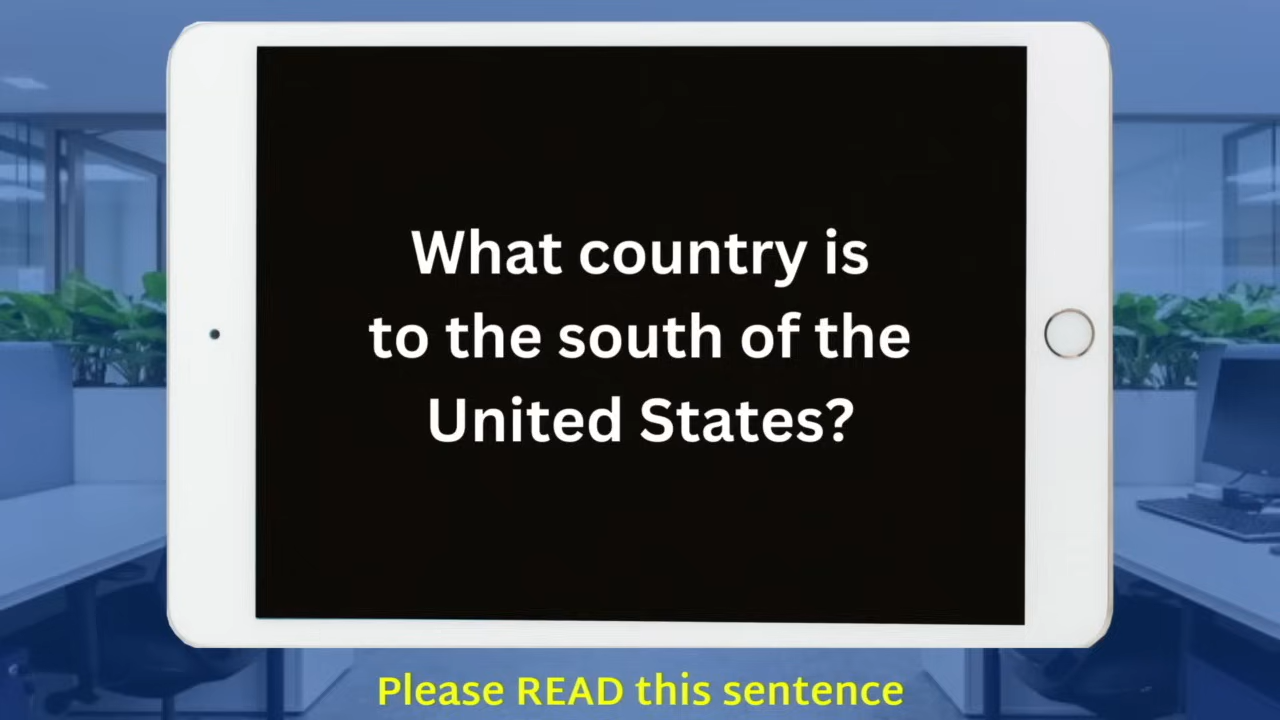 What country is
to the south of the
United States?
Please READ this sentence